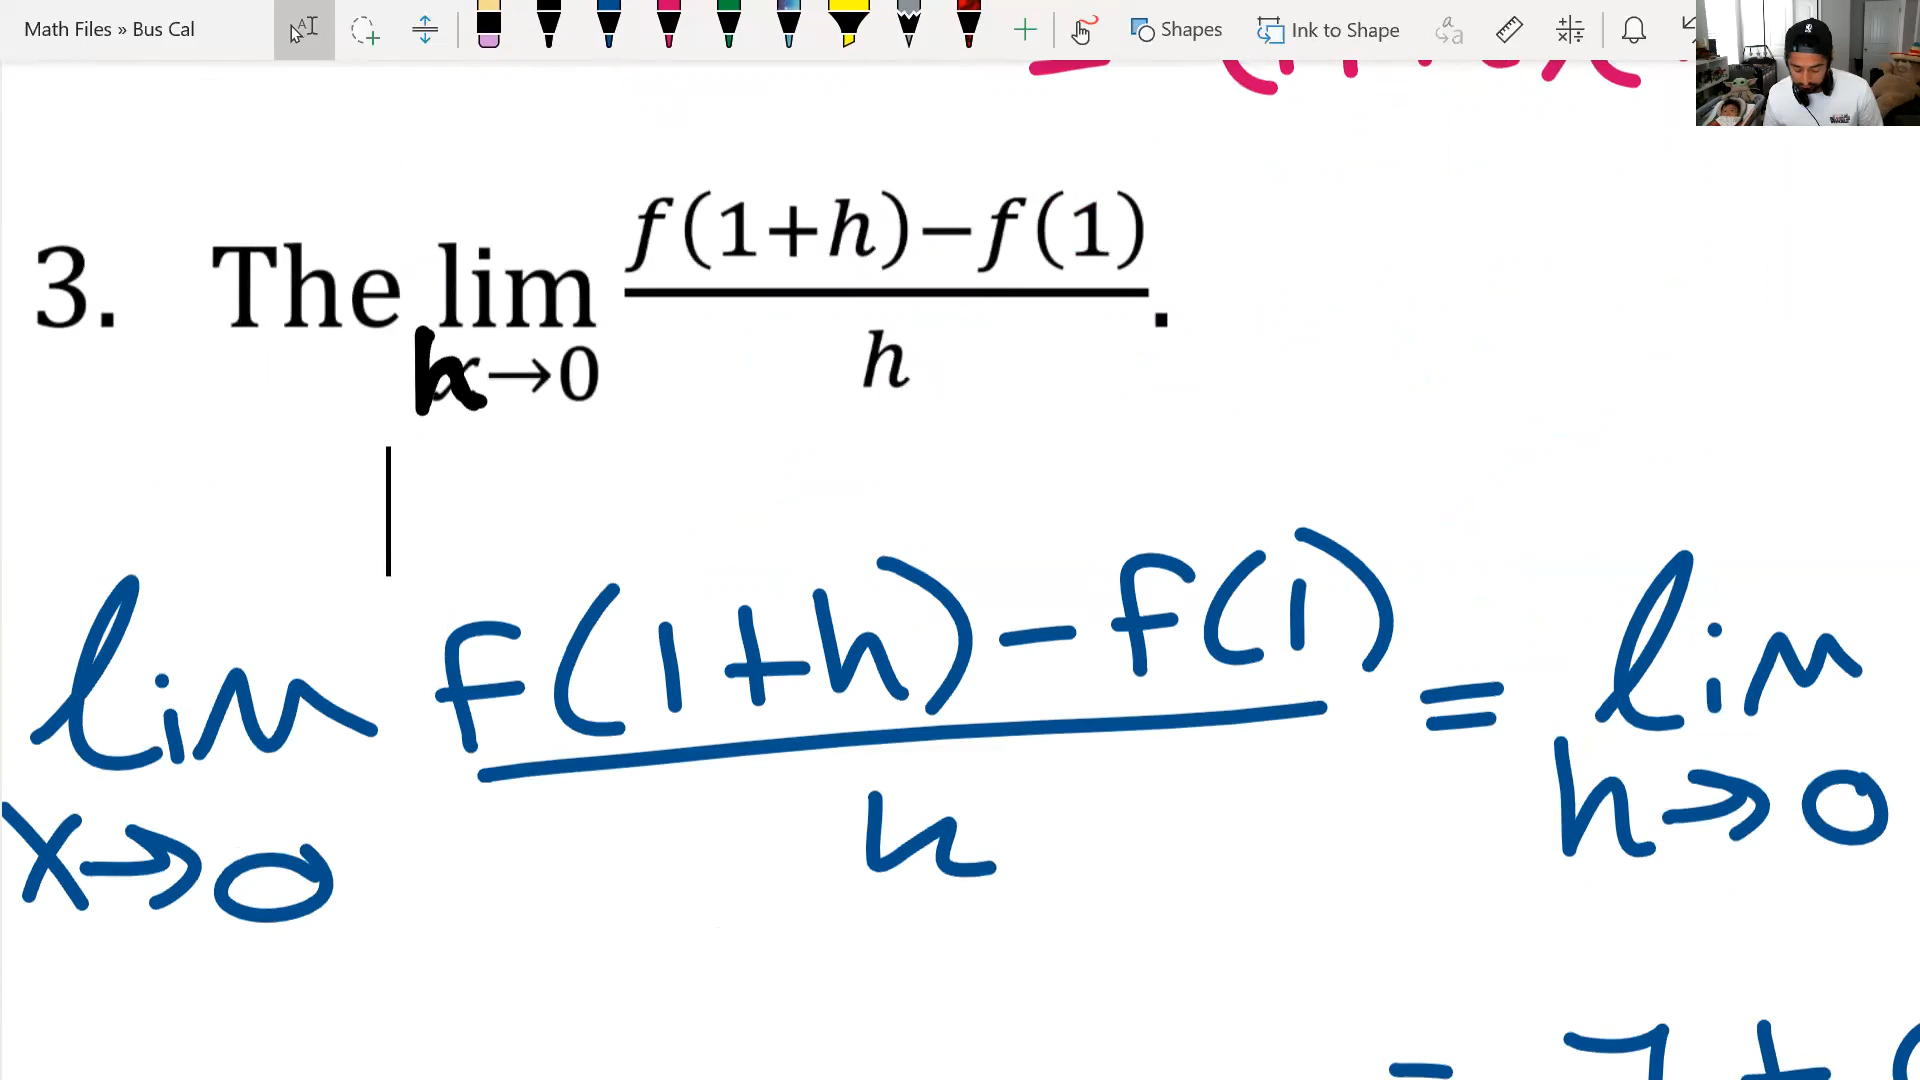 Math Files » Bus Cal
Shapes
Ink to Shape
3. The lim h→0 f(1+h)−f(1) / h .
lim x→0 f(1+h) − f(1) / h = lim h→0
= 7 +